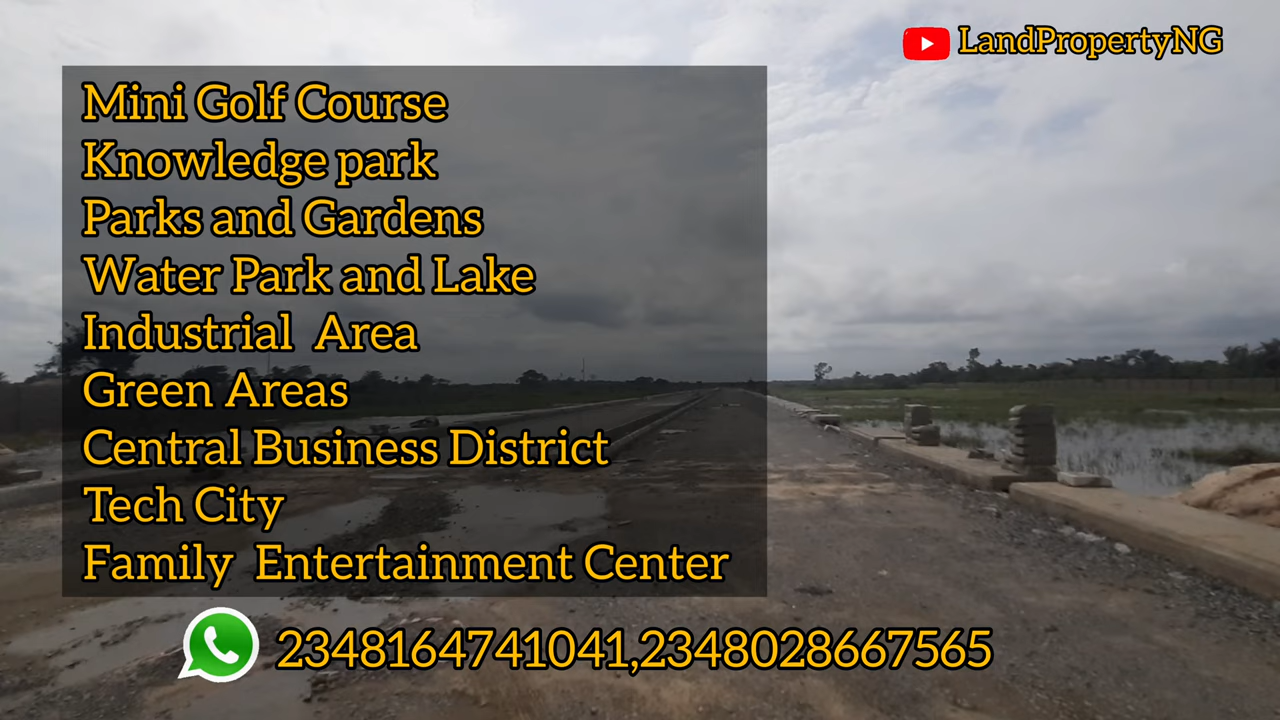 LandPropertyNG
Mini Golf Course
Knowledge park
Parks and Gardens
Water Park and Lake
Industrial Area
Green Areas
Central Business District
Tech City
Family Entertainment Center
2348164741041,2348028667565